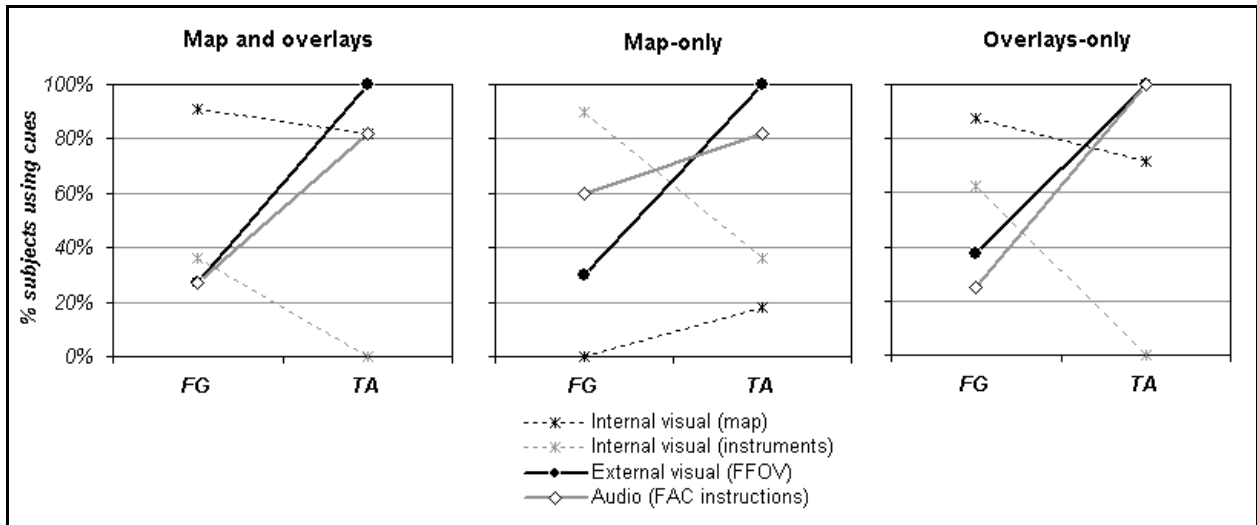 Map and overlays
Map-only
Overlays-only
% subjects using cues
100%
80%
60%
40%
20%
0%
FG TA
FG TA
FG TA
Internal visual (map)
Internal visual (instruments)
External visual (FFOV)
Audio (FAC instructions)